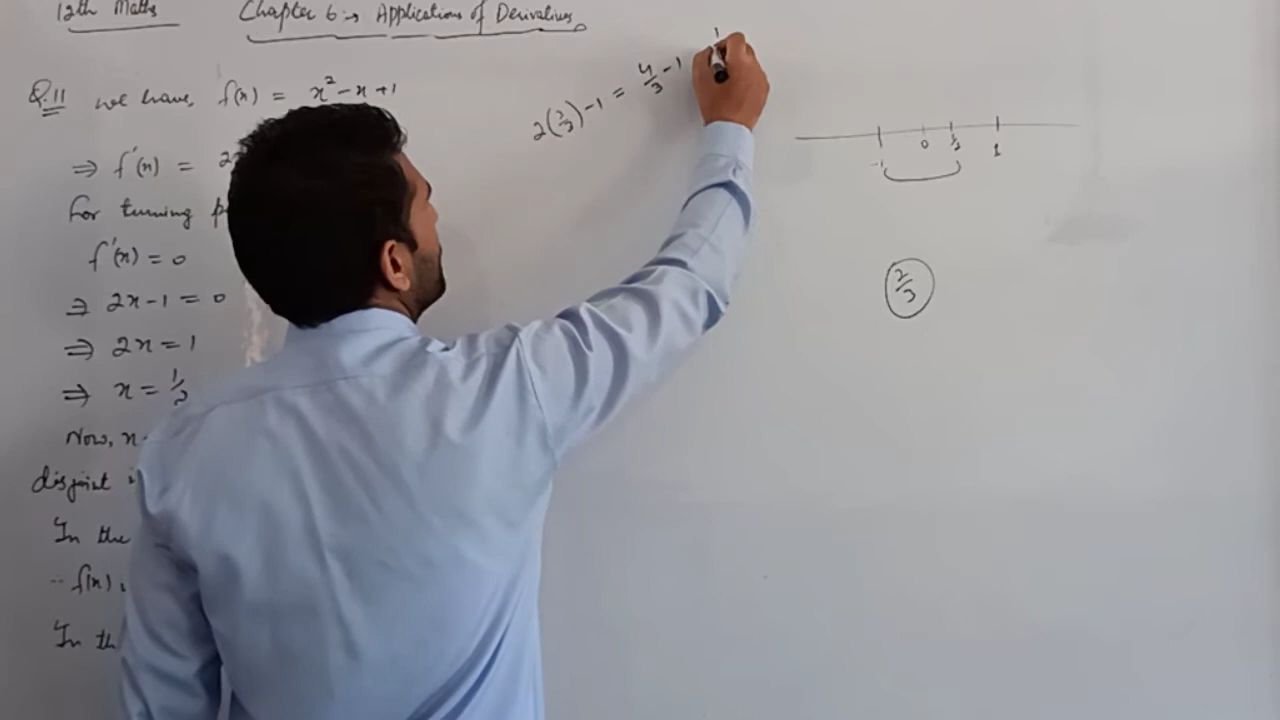 12th Maths Chapter 6 :→ Applications of Derivatives
Q.11 we have, f(x) = x² - x + 1
⇒ f'(x) = 2
For turning
f'(x) = 0
⇒ 2x - 1 = 0
⇒ 2x = 1
⇒ x = 1/2
Now, x
disjoint
In the
∴ f(x)
In th
2(2/3) - 1 = 4/3 - 1
-1 0 1/2 1
2/3